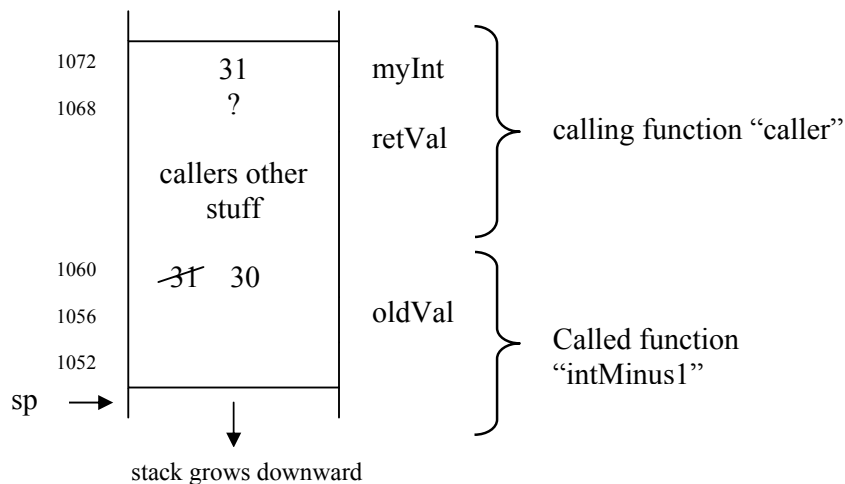 1072
31
myInt
1068
?
retVal
calling function “caller”
callers other
stuff
1060
31 30
1056
oldVal
Called function
“intMinus1”
1052
sp
stack grows downward